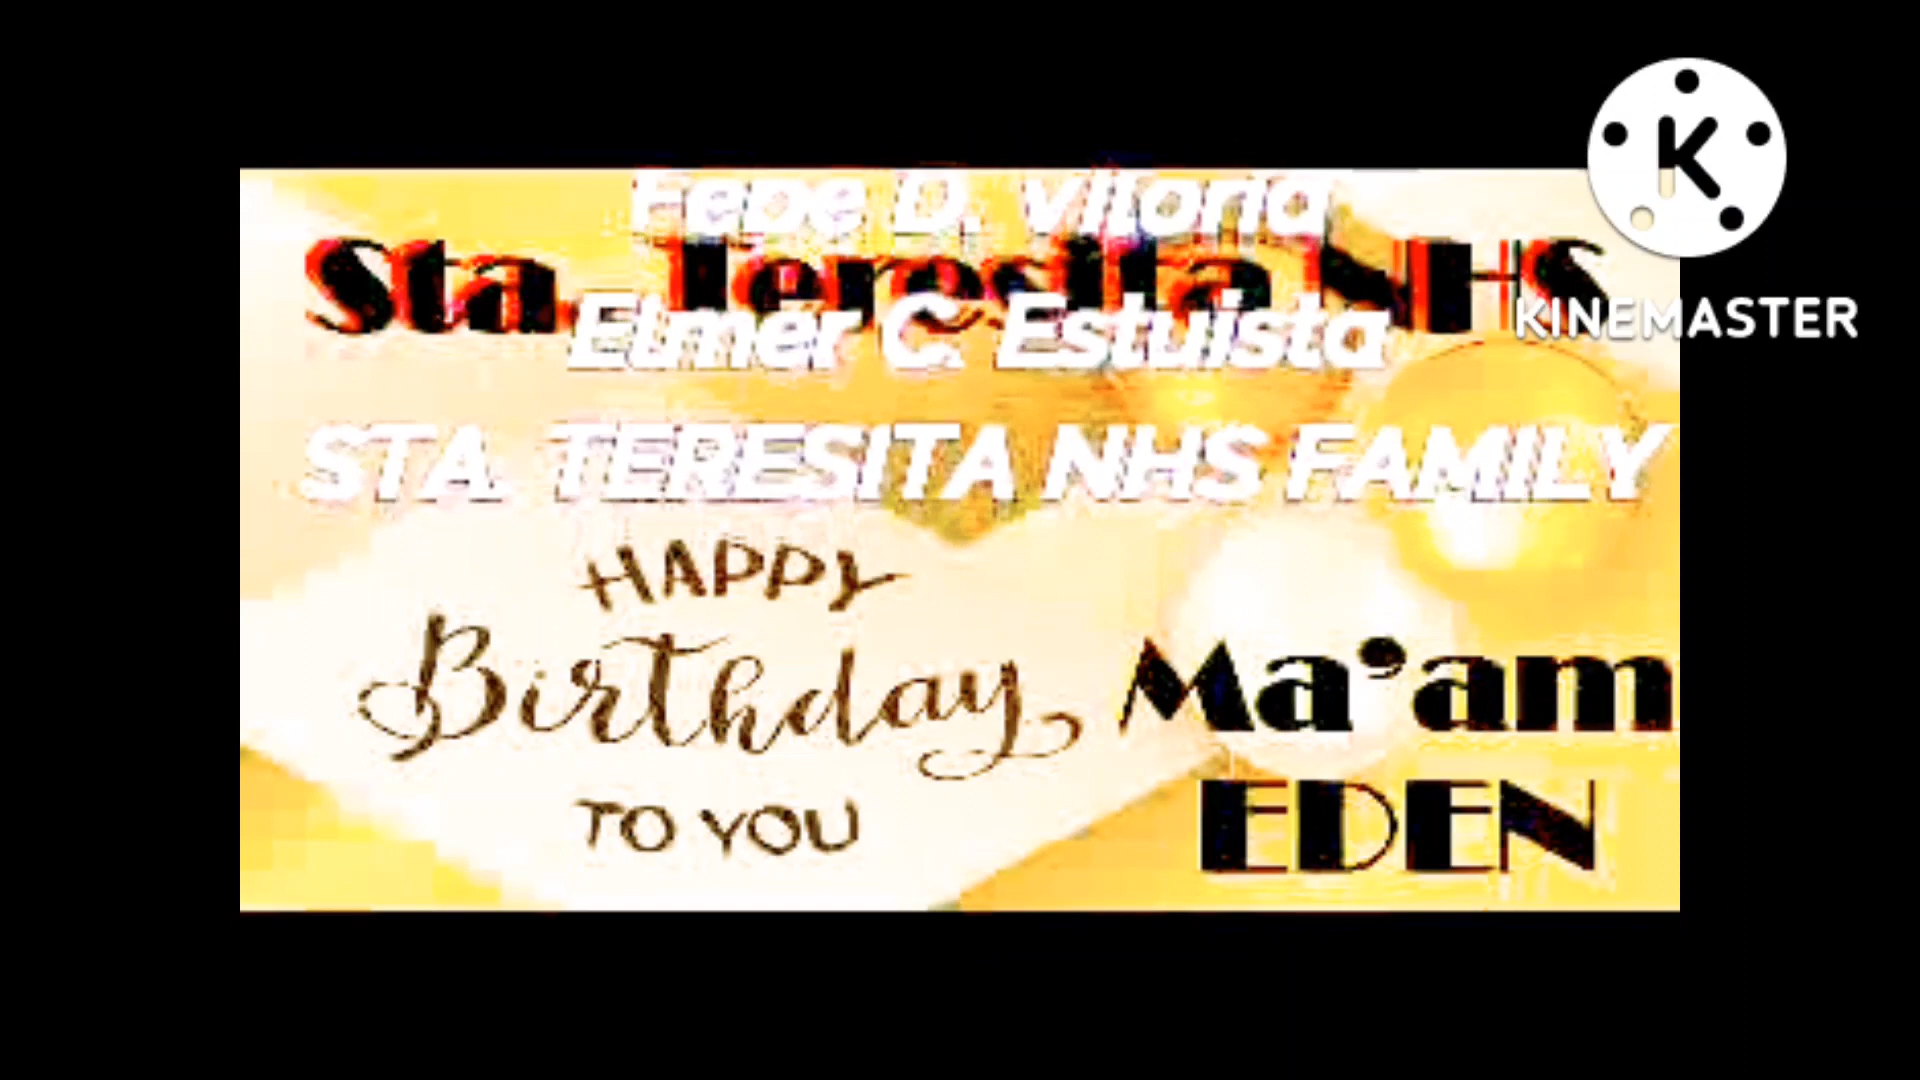 Febe D. Vitoria
Sta. Teresita NHS
Elmer C. Estuista
STA. TERESITA NHS FAMILY
HAPPY
Birthday
TO YOU
Ma'am
EDEN
K
KINEMASTER